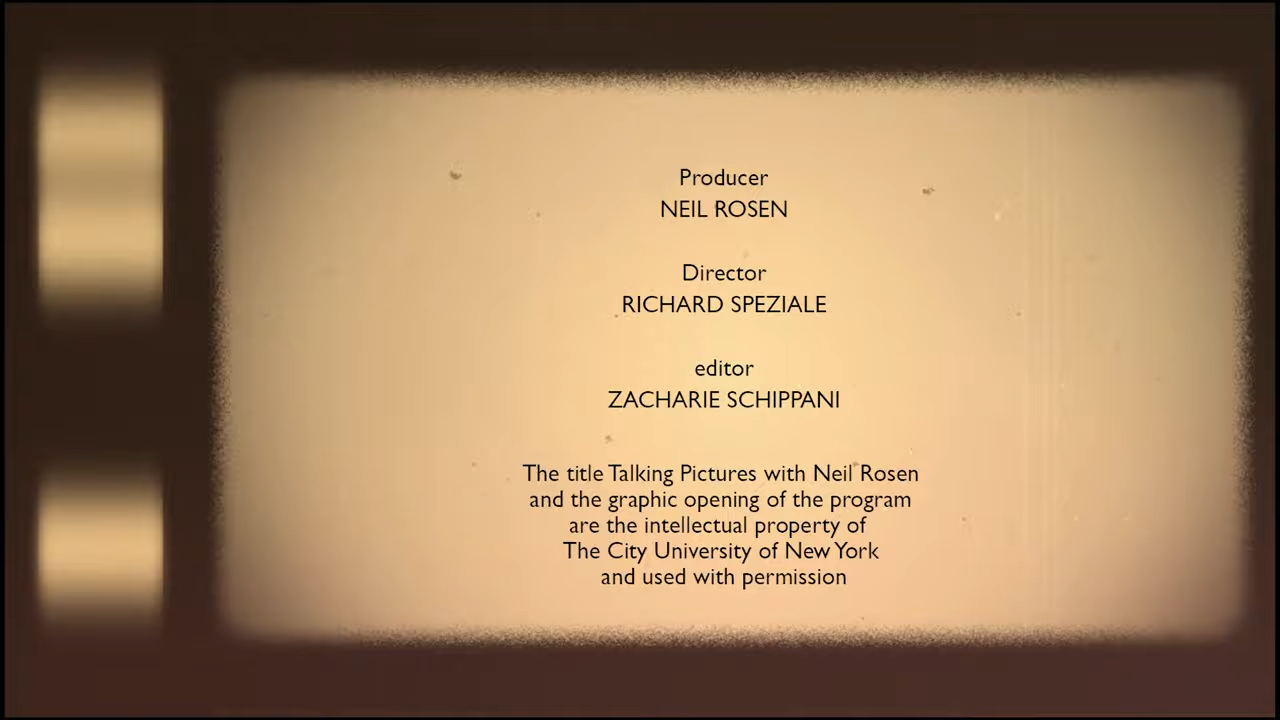 Producer
NEIL ROSEN
Director
RICHARD SPEZIALE
editor
ZACHARIE SCHIPPANI
The title Talking Pictures with Neil Rosen
and the graphic opening of the program
are the intellectual property of
The City University of New York
and used with permission